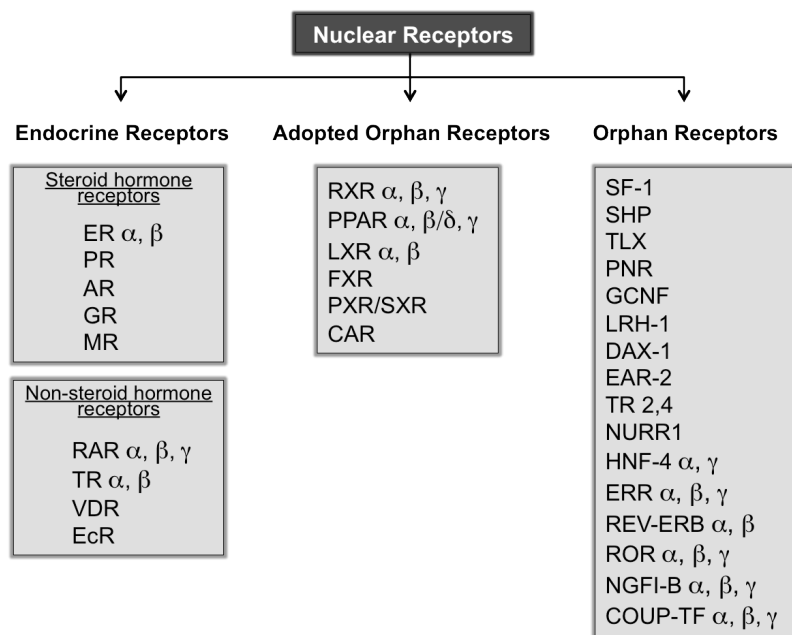 Nuclear Receptors
Endocrine Receptors
Steroid hormone
receptors
ER α, β
PR
AR
GR
MR
Non-steroid hormone
receptors
RAR α, β, γ
TR α, β
VDR
EcR
Adopted Orphan Receptors
RXR α, β, γ
PPAR α, β/δ, γ
LXR α, β
FXR
PXR/SXR
CAR
Orphan Receptors
SF-1
SHP
TLX
PNR
GCNF
LRH-1
DAX-1
EAR-2
TR 2,4
NURR1
HNF-4 α, γ
ERR α, β, γ
REV-ERB α, β
ROR α, β, γ
NGFI-B α, β, γ
COUP-TF α, β, γ